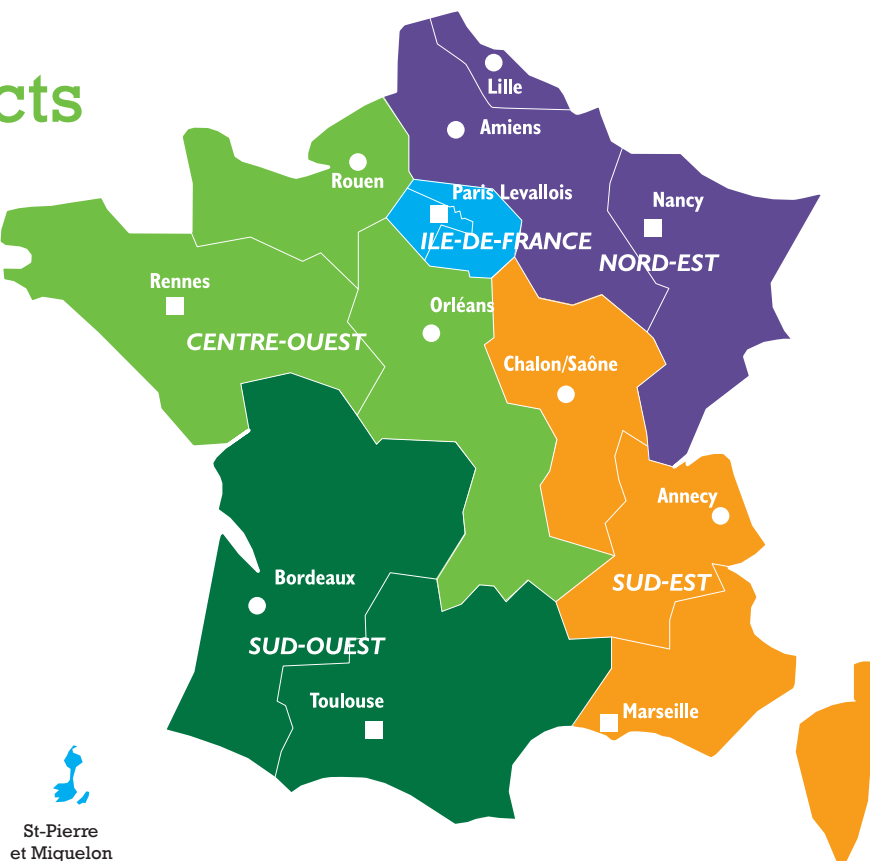 cts
Lille
Amiens
Rouen
Paris Levallois
Nancy
ILE-DE-FRANCE
NORD-EST
Rennes
Orléans
CENTRE-OUEST
Chalon/Saône
Annecy
Bordeaux
SUD-EST
SUD-OUEST
Toulouse
Marseille
St-Pierre
et Miquelon